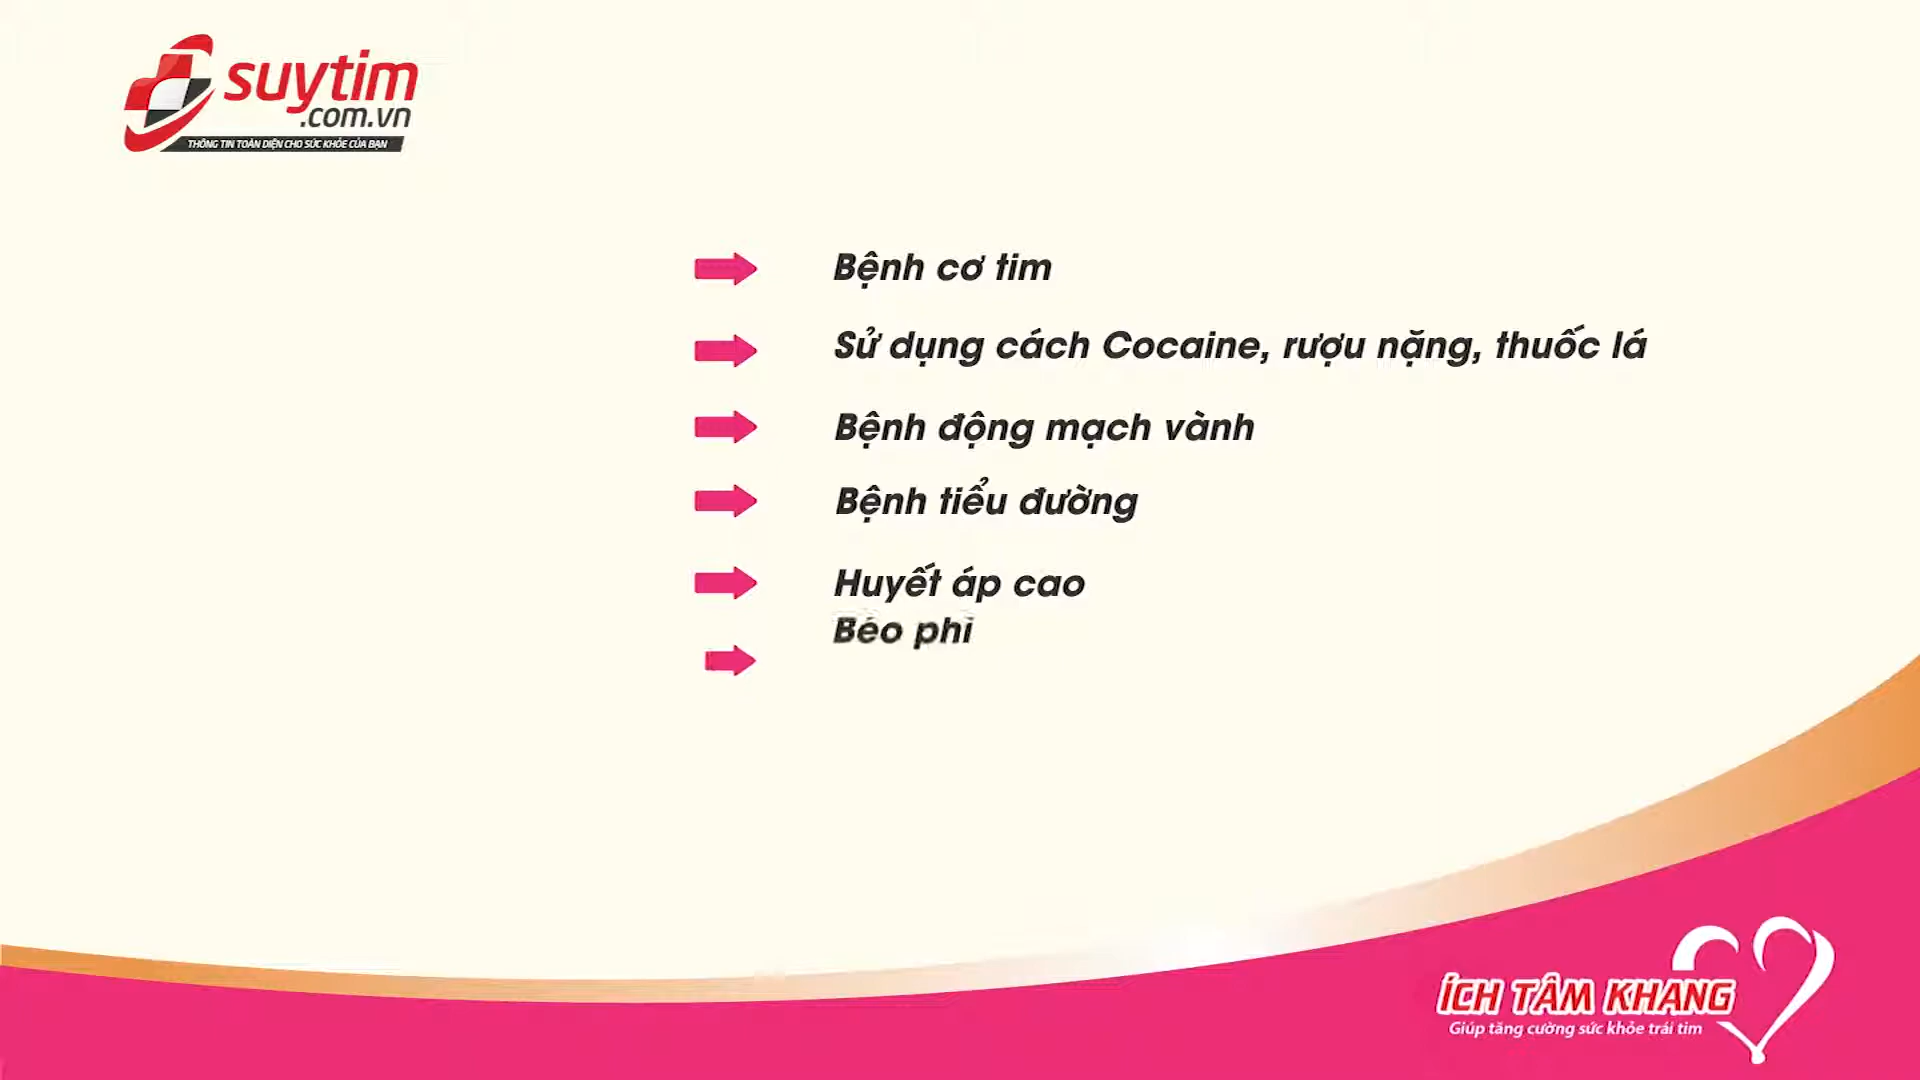 suytim
.com.vn
THÔNG TIN TOÀN DIỆN CHO SỨC KHỎE CỦA BẠN
Bệnh cơ tim
Sử dụng cách Cocaine, rượu nặng, thuốc lá
Bệnh động mạch vành
Bệnh tiểu đường
Huyết áp cao
Béo phì
ÍCH TÂM KHANG
Giúp tăng cường sức khỏe trái tim